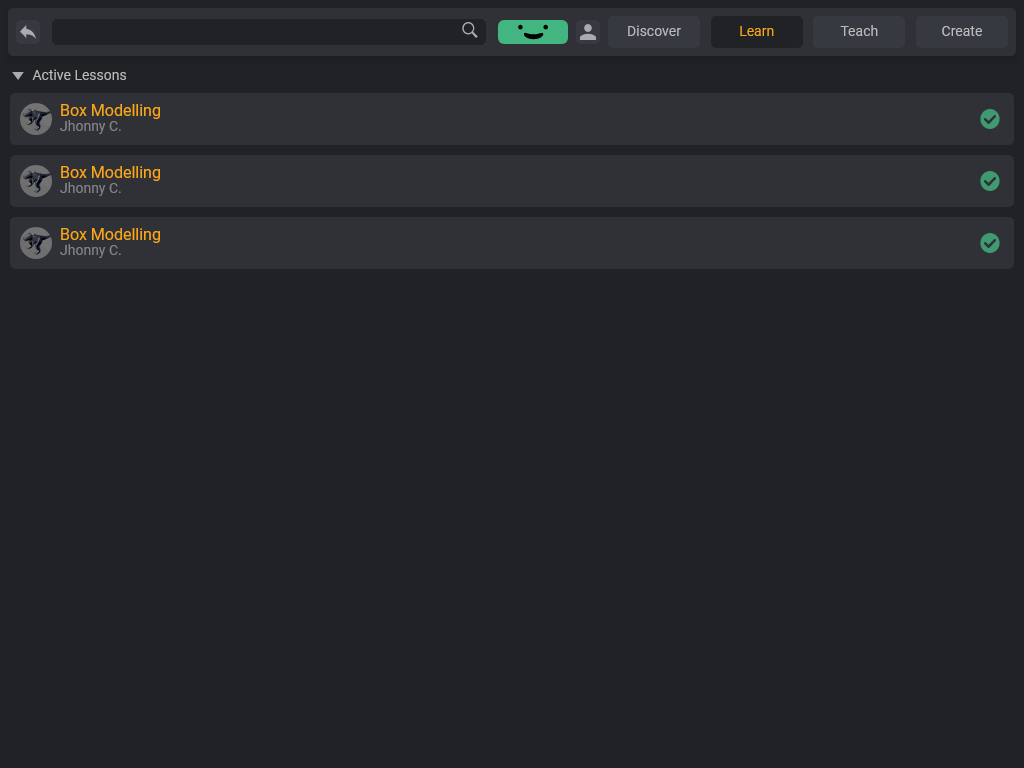 Discover
Learn
Teach
Create
Active Lessons
Box Modelling
Jhonny C.
Box Modelling
Jhonny C.
Box Modelling
Jhonny C.